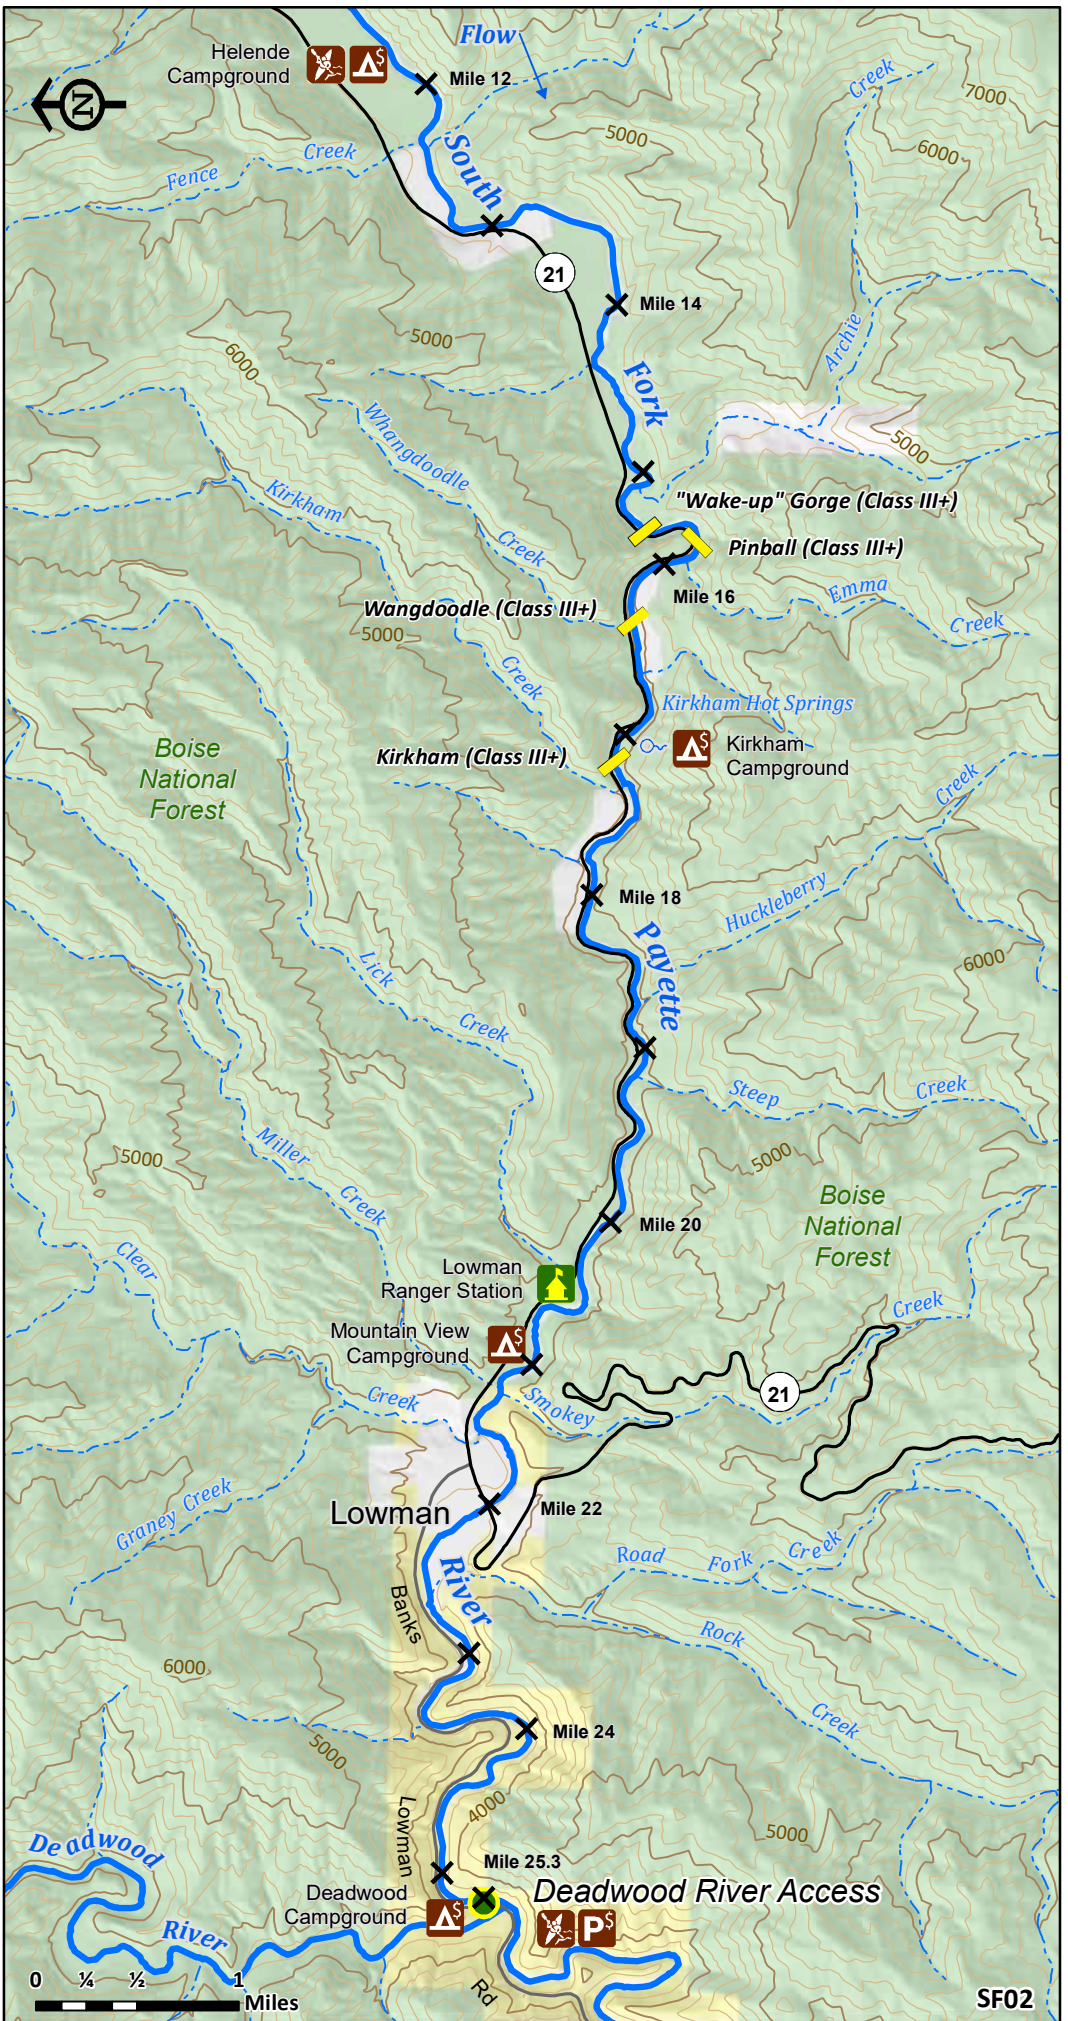 Helende
Campground
Mile 12
Flow
Creek
7000
N
5000
6000
Fence
Creek
South
21
Mile 14
5000
6000
Archie
Fork
Whangdoodle
5000
Kirkham
"Wake-up" Gorge (Class III+)
Creek
Pinball (Class III+)
Mile 16
Emma
Creek
Wangdoodle (Class III+)
5000
Creek
Kirkham Hot Springs
Boise
National
Forest
Kirkham (Class III+)
$
Kirkham
Campground
Creek
Mile 18
Huckleberry
Payette
6000
Lick
Creek
Steep
Creek
Miller
5000
5000
Creek
Boise
National
Forest
Mile 20
Clear
Lowman
Ranger Station
Creek
Mountain View
Campground
$
21
Creek
Smokey
Graney Creek
Lowman
Mile 22
River
Road Fork Creek
Banks
Rock
6000
Creek
5000
Mile 24
4000
Lowman
5000
Deadwood
Mile 25.3
Deadwood River Access
Deadwood
Campground
$
P$
River
Rd
0 ¼ ½ 1
Miles
SF02